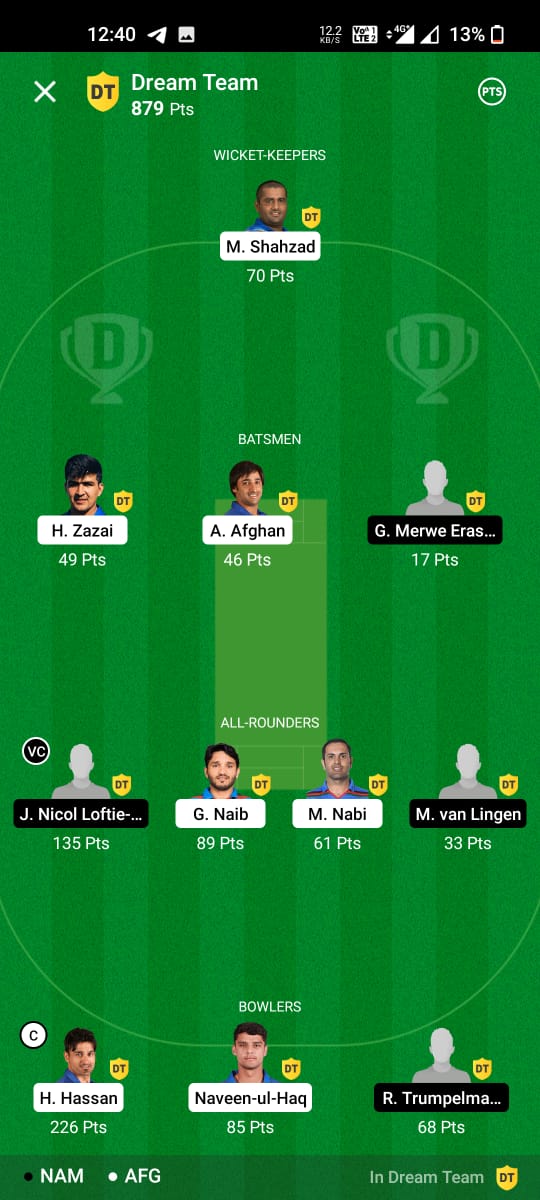 12:40 12.2 KB/S Vo 1 LTE 2 4G 13%
DT Dream Team PTS
879 Pts
WICKET-KEEPERS
DT
M. Shahzad
70 Pts
D D
BATSMEN
DT DT DT
H. Zazai A. Afghan G. Merwe Eras...
49 Pts 46 Pts 17 Pts
ALL-ROUNDERS
VC
DT DT DT DT
J. Nicol Loftie-... G. Naib M. Nabi M. van Lingen
135 Pts 89 Pts 61 Pts 33 Pts
BOWLERS
C
DT DT DT
H. Hassan Naveen-ul-Haq R. Trumpelma...
226 Pts 85 Pts 68 Pts
NAM AFG In Dream Team DT